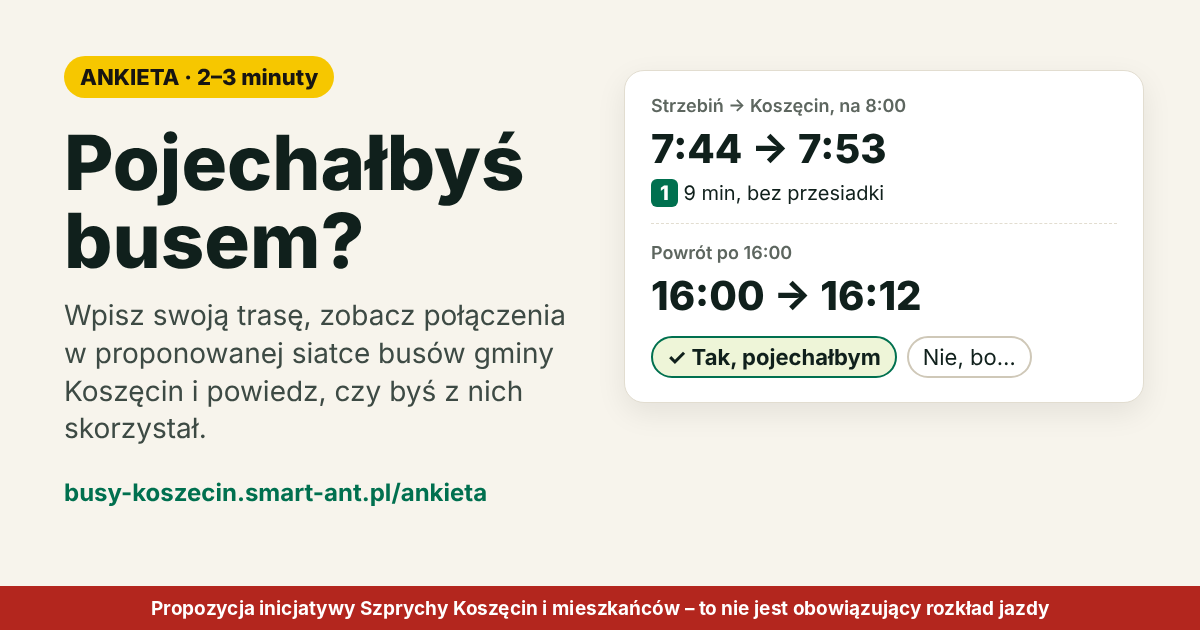 ANKIETA · 2–3 minuty
Pojechałbyś
busem?
Wpisz swoją trasę, zobacz połączenia
w proponowanej siatce busów gminy
Koszęcin i powiedz, czy byś z nich
skorzystał.
busy-koszecin.smart-ant.pl/ankieta
Strzebiń → Koszęcin, na 8:00
7:44 → 7:53
1 9 min, bez przesiadki
Powrót po 16:00
16:00 → 16:12
✓ Tak, pojechałbym
Nie, bo...
Propozycja inicjatywy Szprychy Koszęcin i mieszkańców – to nie jest obowiązujący rozkład jazdy